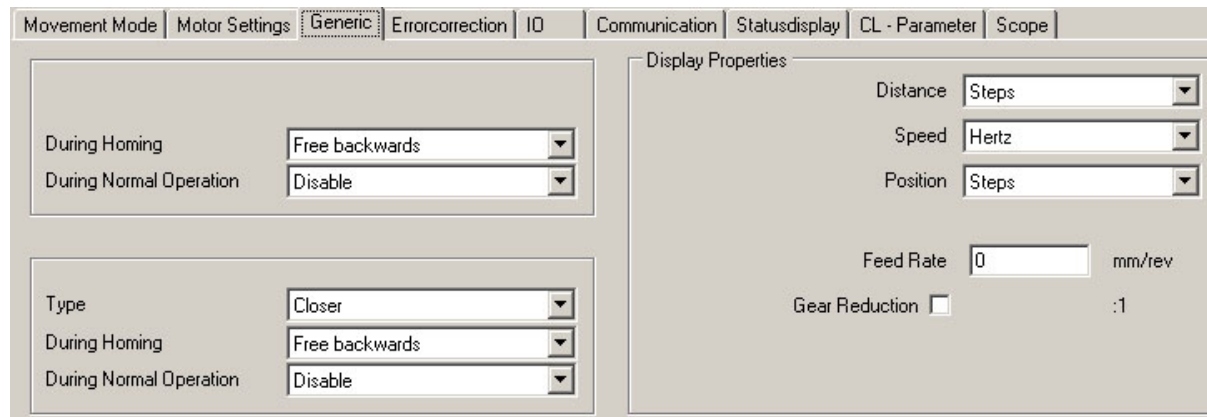 Movement Mode Motor Settings Generic Errorcorrection IO Communication Statusdisplay CL - Parameter Scope
During Homing Free backwards
During Normal Operation Disable
Type Closer
During Homing Free backwards
During Normal Operation Disable
Display Properties
Distance Steps
Speed Hertz
Position Steps
Feed Rate 0 mm/rev
Gear Reduction :1